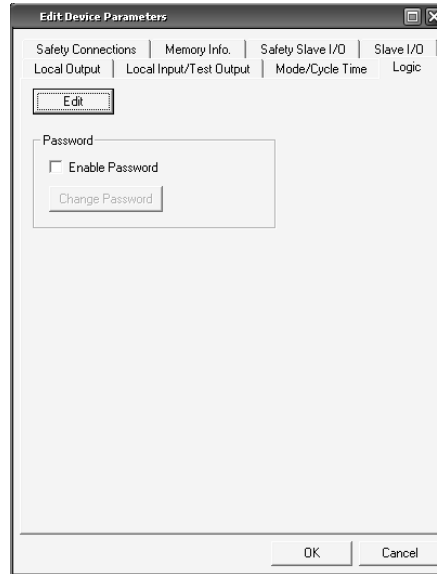 Edit Device Parameters
Safety Connections Memory Info. Safety Slave I/O Slave I/O
Local Output Local Input/Test Output Mode/Cycle Time Logic
Edit
Password
Enable Password
Change Password
OK Cancel